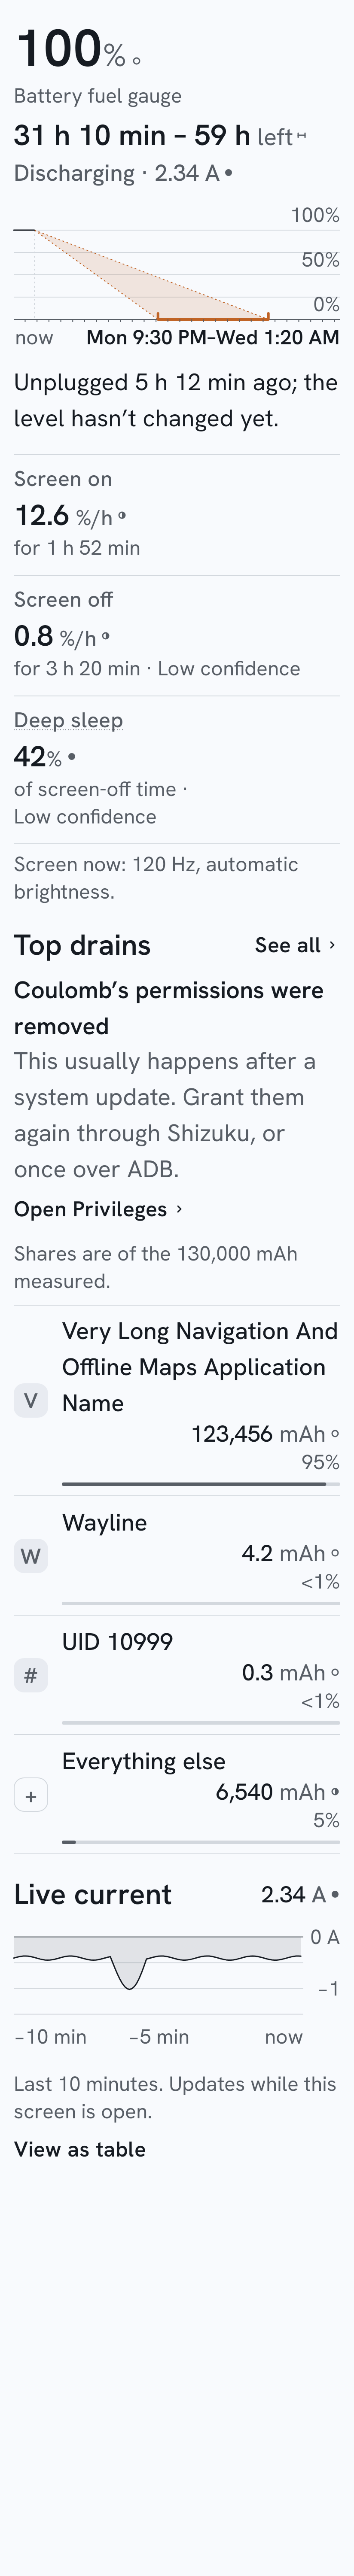 100%
Battery fuel gauge
31 h 10 min – 59 h left
Discharging · 2.34 A
100%
50%
0%
now Mon 9:30 PM–Wed 1:20 AM
Unplugged 5 h 12 min ago; the
level hasn’t changed yet.
Screen on
12.6 %/h
for 1 h 52 min
Screen off
0.8 %/h
for 3 h 20 min · Low confidence
Deep sleep
42%
of screen-off time ·
Low confidence
Screen now: 120 Hz, automatic
brightness.
Top drains See all
Coulomb’s permissions were
removed
This usually happens after a
system update. Grant them
again through Shizuku, or
once over ADB.
Open Privileges
Shares are of the 130,000 mAh
measured.
V
Very Long Navigation And
Offline Maps Application
Name
123,456 mAh
95%
W
Wayline
4.2 mAh
<1%
#
UID 10999
0.3 mAh
<1%
+
Everything else
6,540 mAh
5%
Live current 2.34 A
0 A
−1
−10 min −5 min now
Last 10 minutes. Updates while this
screen is open.
View as table